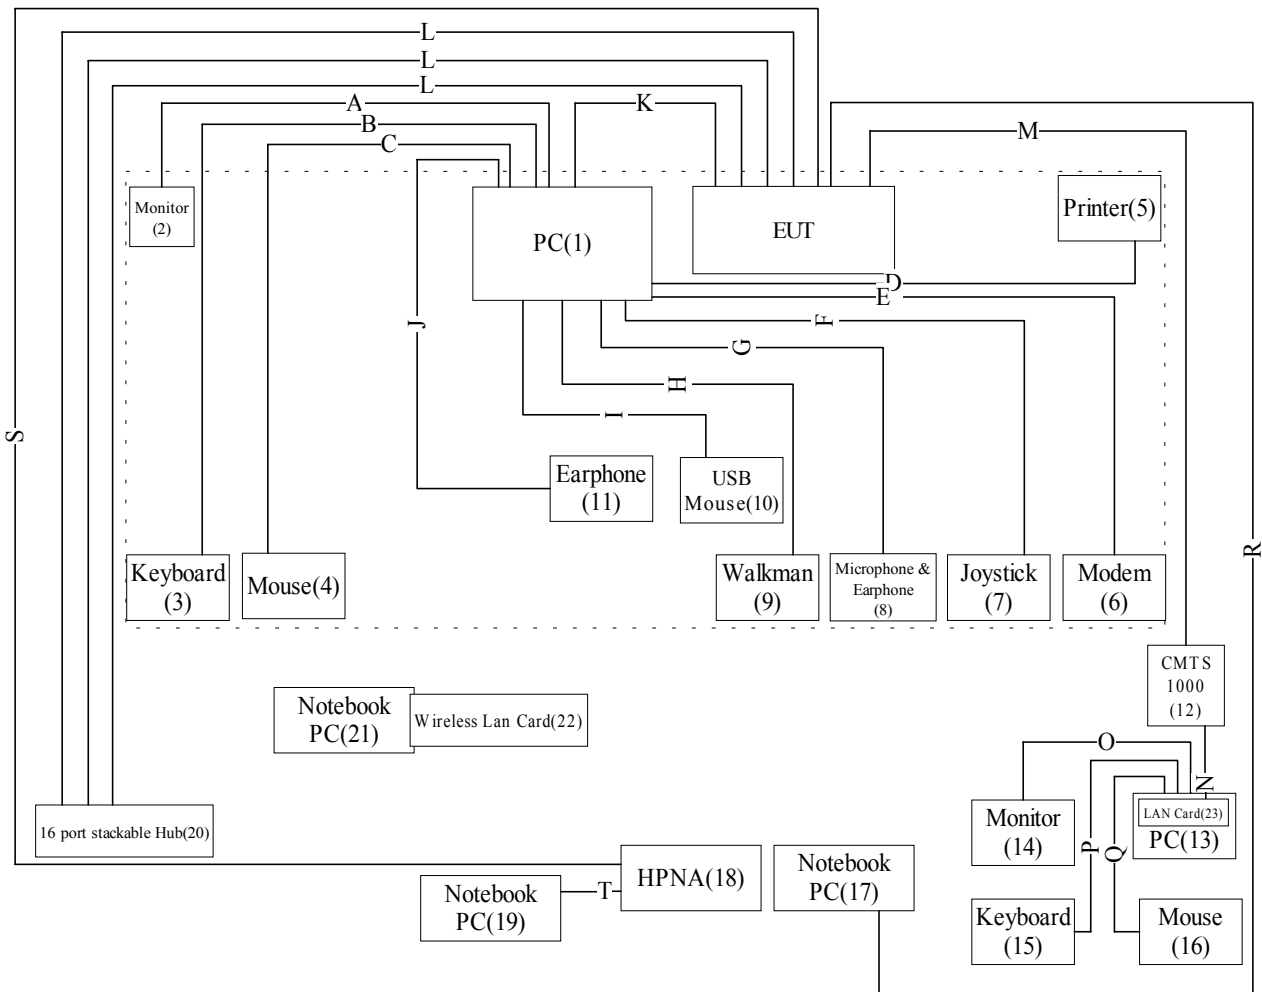 L
L
L
A
K
B
M
C
Monitor
(2)
PC(1)
EUT
Printer(5)
D
E
J
F
G
H
I
S
Earphone
(11)
USB
Mouse(10)
R
Keyboard
(3)
Mouse(4)
Walkman
(9)
Microphone &
Earphone
(8)
Joystick
(7)
Modem
(6)
CMTS
1000
(12)
Notebook
PC(21)
Wireless Lan Card(22)
O
N
16 port stackable Hub(20)
Monitor
(14)
P
Q
LAN Card(23)
PC(13)
HPNA(18)
Notebook
PC(17)
Notebook
PC(19)
T
Keyboard
(15)
Mouse
(16)